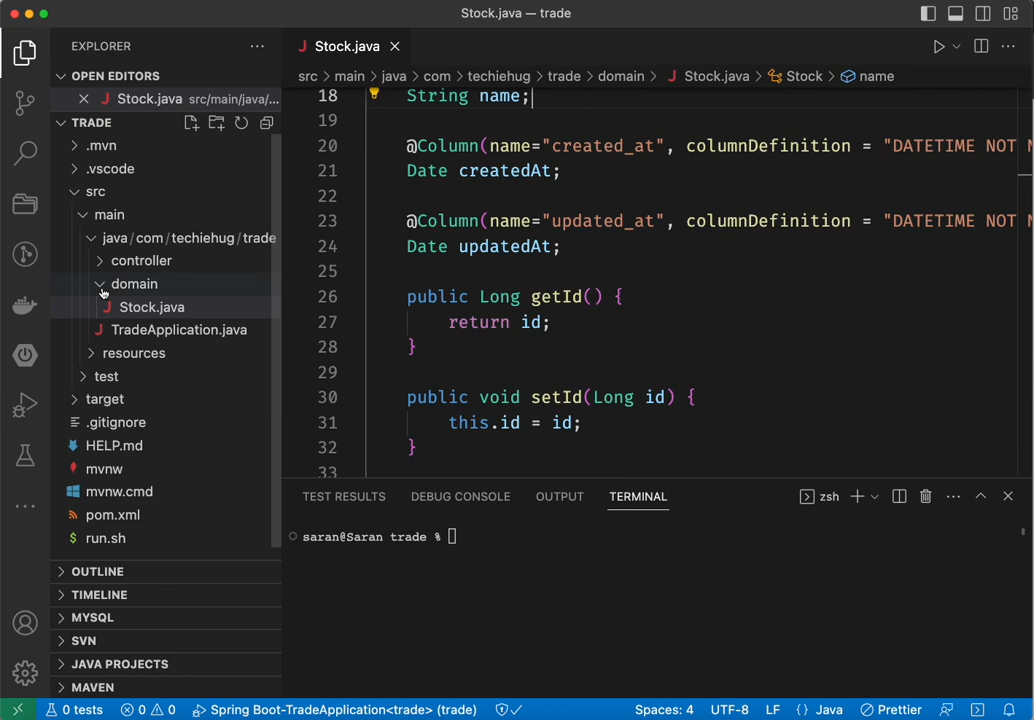 Stock.java — trade
EXPLORER
OPEN EDITORS
Stock.java src/main/java/...
TRADE
.mvn
.vscode
src
main
java/com/techiehug/trade
controller
domain
Stock.java
TradeApplication.java
resources
test
target
.gitignore
HELP.md
mvnw
mvnw.cmd
pom.xml
$ run.sh
OUTLINE
TIMELINE
MYSQL
SVN
JAVA PROJECTS
MAVEN
J Stock.java
src > main > java > com > techiehug > trade > domain > J Stock.java > Stock > name
18 String name;
19
20 @Column(name="created_at", columnDefinition = "DATETIME NOT N
21 Date createdAt;
22
23 @Column(name="updated_at", columnDefinition = "DATETIME NOT N
24 Date updatedAt;
25
26 public Long getId() {
27 return id;
28 }
29
30 public void setId(Long id) {
31 this.id = id;
32 }
33
TEST RESULTS DEBUG CONSOLE OUTPUT TERMINAL zsh
saran@Saran trade %
0 tests 0 0 Spring Boot-TradeApplication<trade> (trade) Spaces: 4 UTF-8 LF {} Java Prettier